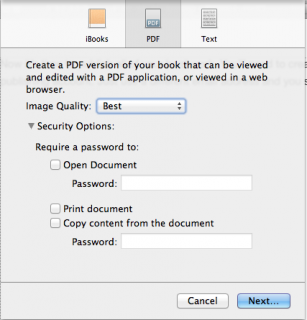 iBooks PDF Text
Create a PDF version of your book that can be viewed
and edited with a PDF application, or viewed in a web
browser.
Image Quality: Best
Security Options:
Require a password to:
Open Document
Password:
Print document
Copy content from the document
Password:
Cancel Next...